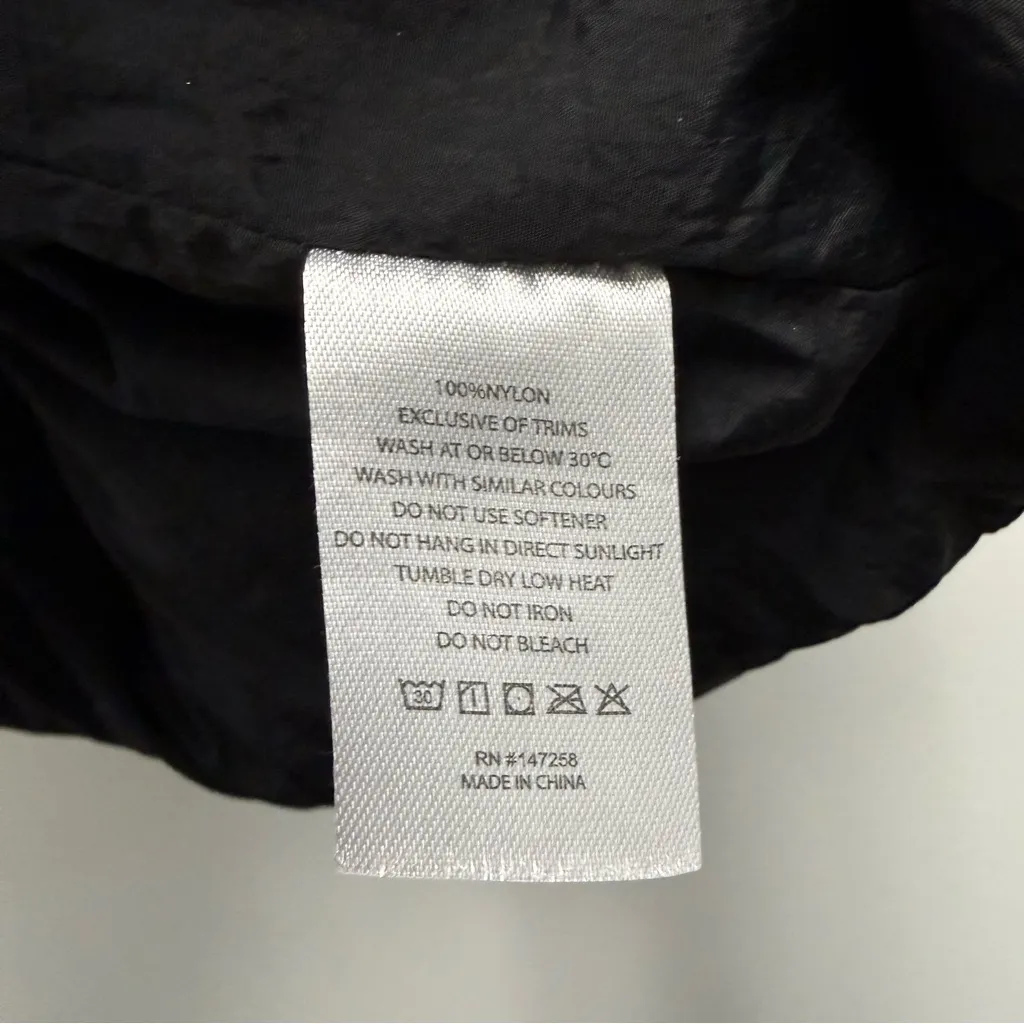 100%NYLON
EXCLUSIVE OF TRIMS
WASH AT OR BELOW 30°C
WASH WITH SIMILAR COLOURS
DO NOT USE SOFTENER
DO NOT HANG IN DIRECT SUNLIGHT
TUMBLE DRY LOW HEAT
DO NOT IRON
DO NOT BLEACH
30
RN #147258
MADE IN CHINA